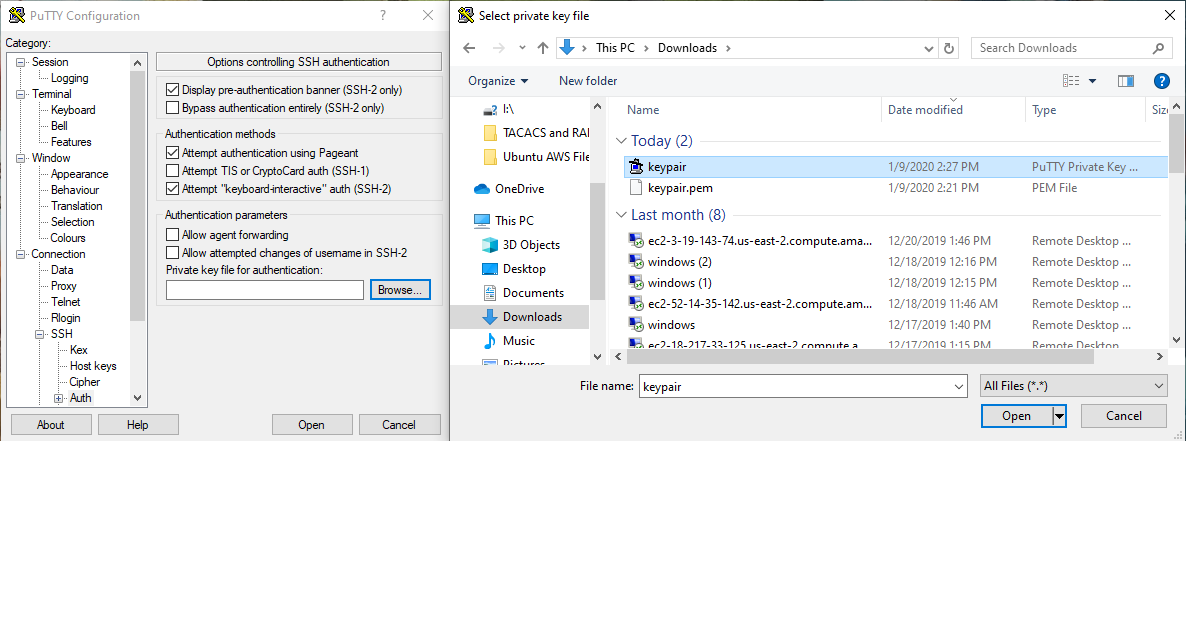 PuTTY Configuration
?
Category:
Session
Logging
Terminal
Keyboard
Bell
Features
Window
Appearance
Behaviour
Translation
Selection
Colours
Connection
Data
Proxy
Telnet
Rlogin
SSH
Kex
Host keys
Cipher
Auth
Options controlling SSH authentication
Display pre-authentication banner (SSH-2 only)
Bypass authentication entirely (SSH-2 only)
Authentication methods
Attempt authentication using Pageant
Attempt TIS or CryptoCard auth (SSH-1)
Attempt "keyboard-interactive" auth (SSH-2)
Authentication parameters
Allow agent forwarding
Allow attempted changes of username in SSH-2
Private key file for authentication:
Browse...
About Help Open Cancel
Select private key file
This PC > Downloads >
Search Downloads
Organize New folder
?
I:\
TACACS and RA
Ubuntu AWS File
OneDrive
This PC
3D Objects
Desktop
Documents
Downloads
Music
Pictures
Name Date modified Type Siz
Today (2)
keypair 1/9/2020 2:27 PM PuTTY Private Key ...
keypair.pem 1/9/2020 2:21 PM PEM File
Last month (8)
ec2-3-19-143-74.us-east-2.compute.ama... 12/20/2019 1:46 PM Remote Desktop ...
windows (2) 12/18/2019 12:16 PM Remote Desktop ...
windows (1) 12/18/2019 12:15 PM Remote Desktop ...
ec2-52-14-35-142.us-east-2.compute.am... 12/18/2019 11:46 AM Remote Desktop ...
windows 12/17/2019 1:40 PM Remote Desktop ...
ec2-18-217-33-125.us-east-2.compute.a... 12/17/2019 1:15 PM Remote Desktop ...
File name: keypair All Files (*.*)
Open Cancel